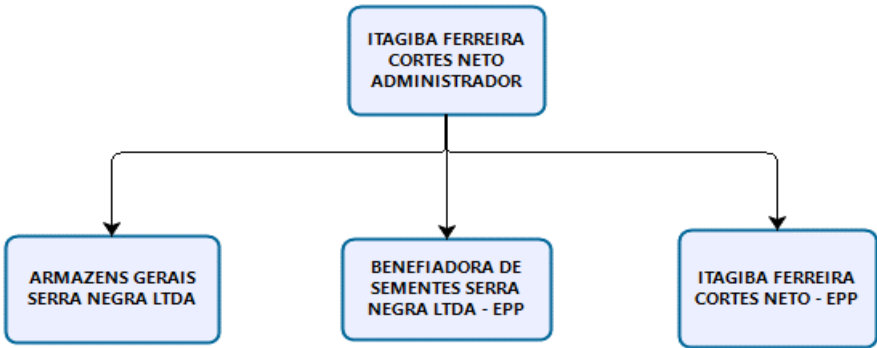 ITAGIBA FERREIRA
CORTES NETO
ADMINISTRADOR
ARMAZENS GERAIS
SERRA NEGRA LTDA
BENEFIADORA DE
SEMENTES SERRA
NEGRA LTDA - EPP
ITAGIBA FERREIRA
CORTES NETO - EPP